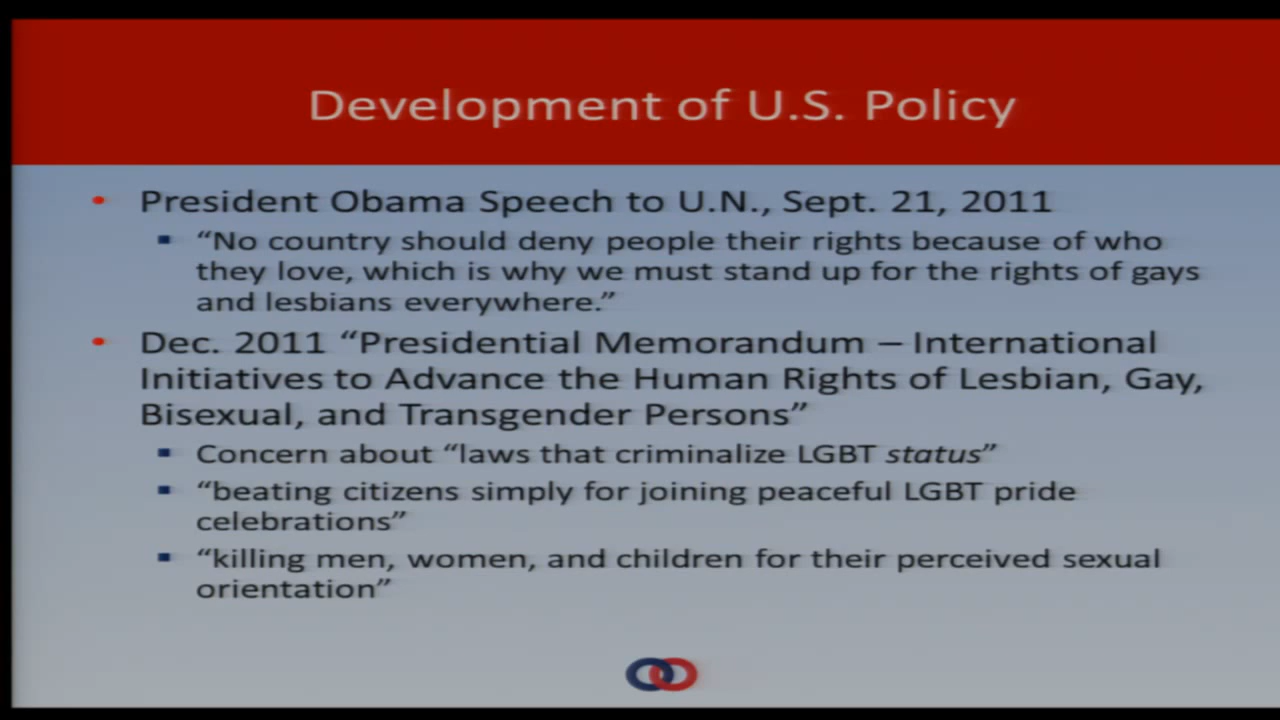 Development of U.S. Policy
• President Obama Speech to U.N., Sept. 21, 2011
▪ “No country should deny people their rights because of who
they love, which is why we must stand up for the rights of gays
and lesbians everywhere.”
• Dec. 2011 “Presidential Memorandum – International
Initiatives to Advance the Human Rights of Lesbian, Gay,
Bisexual, and Transgender Persons”
▪ Concern about “laws that criminalize LGBT status”
▪ “beating citizens simply for joining peaceful LGBT pride
celebrations”
▪ “killing men, women, and children for their perceived sexual
orientation”